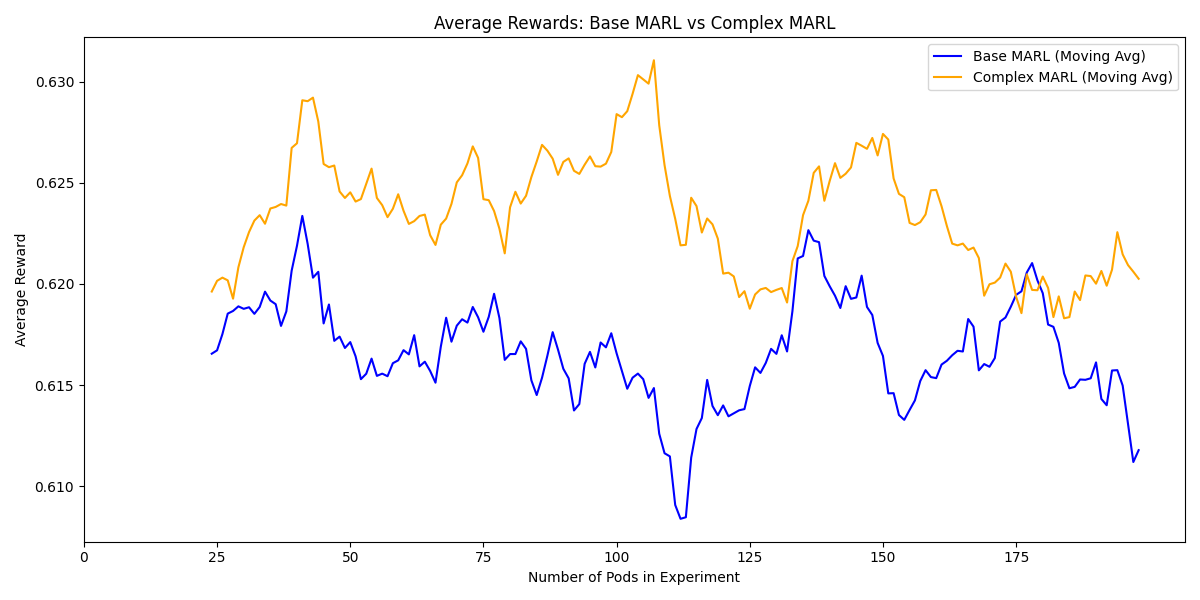 Average Rewards: Base MARL vs Complex MARL
Base MARL (Moving Avg)
Complex MARL (Moving Avg)
Average Reward
0.630
0.625
0.620
0.615
0.610
0
25
50
75
100
125
150
175
Number of Pods in Experiment